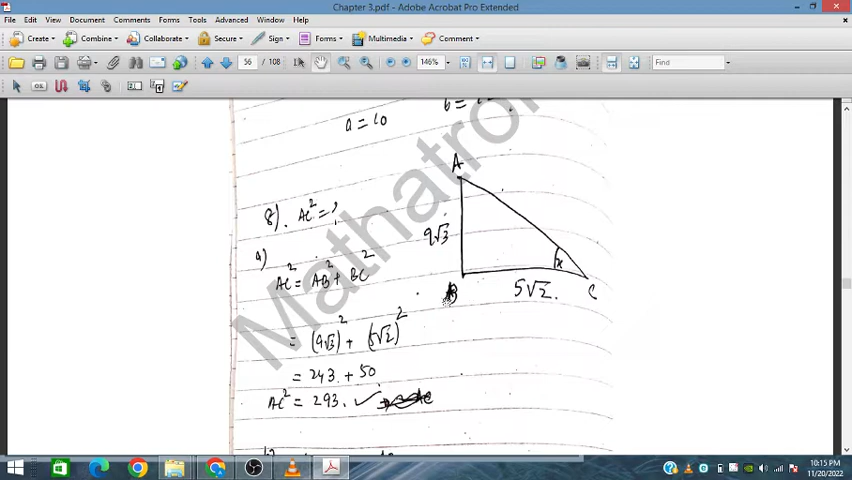 Chapter 3.pdf - Adobe Acrobat Pro Extended
File Edit View Document Comments Forms Tools Advanced Window Help
Create Combine Collaborate Secure Sign Forms Multimedia Comment
56 / 108 146% Find
a = 10
b =
Mathatron
A
8). AC² = ?
9√3
a)
AC² = AB² + BC²
x
B 5√2. C
= (9√3)² + (5√2)²
= 243. + 50
AC² = 293. ✓
10:15 PM
11/20/2022